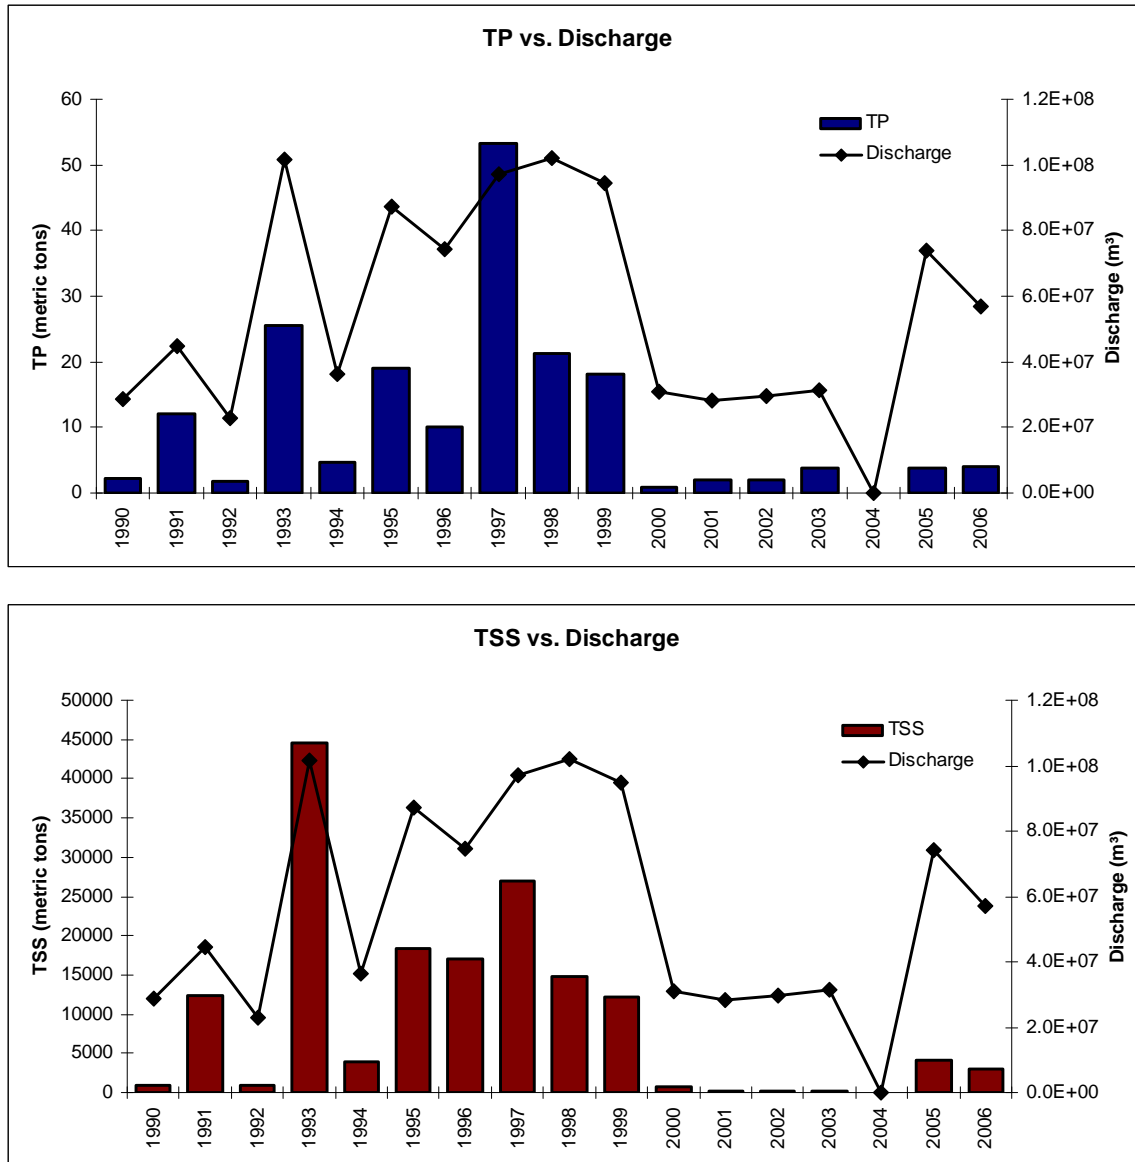 TP vs. Discharge
60
50
40
30
20
10
0
TP (metric tons)
1.2E+08
1.0E+08
8.0E+07
6.0E+07
4.0E+07
2.0E+07
0.0E+00
Discharge (m³)
TP
Discharge
1990
1991
1992
1993
1994
1995
1996
1997
1998
1999
2000
2001
2002
2003
2004
2005
2006
TSS vs. Discharge
50000
45000
40000
35000
30000
25000
20000
15000
10000
5000
0
TSS (metric tons)
1.2E+08
1.0E+08
8.0E+07
6.0E+07
4.0E+07
2.0E+07
0.0E+00
Discharge (m³)
TSS
Discharge
1990
1991
1992
1993
1994
1995
1996
1997
1998
1999
2000
2001
2002
2003
2004
2005
2006